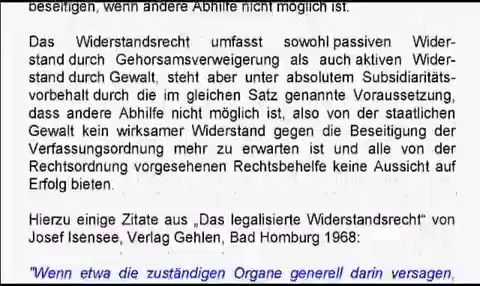 beseitigen, wenn andere Abhilfe nicht möglich ist.
Das Widerstandsrecht umfasst sowohl passiven Wider-
stand durch Gehorsamsverweigerung als auch aktiven Wider-
stand durch Gewalt, steht aber unter absolutem Subsidiaritäts-
vorbehalt durch die im gleichen Satz genannte Voraussetzung,
dass andere Abhilfe nicht möglich ist, also von der staatlichen
Gewalt kein wirksamer Widerstand gegen die Beseitigung der
Verfassungsordnung mehr zu erwarten ist und alle von der
Rechtsordnung vorgesehenen Rechtsbehelfe keine Aussicht auf
Erfolg bieten.
Hierzu einige Zitate aus „Das legalisierte Widerstandsrecht“ von
Josef Isensee, Verlag Gehlen, Bad Homburg 1968:
"Wenn etwa die zuständigen Organe generell darin versagen,